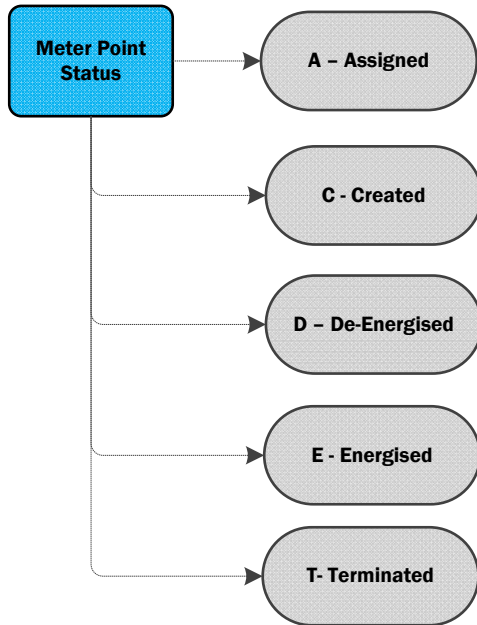 Meter Point
Status
A – Assigned
C - Created
D – De-Energised
E - Energised
T- Terminated